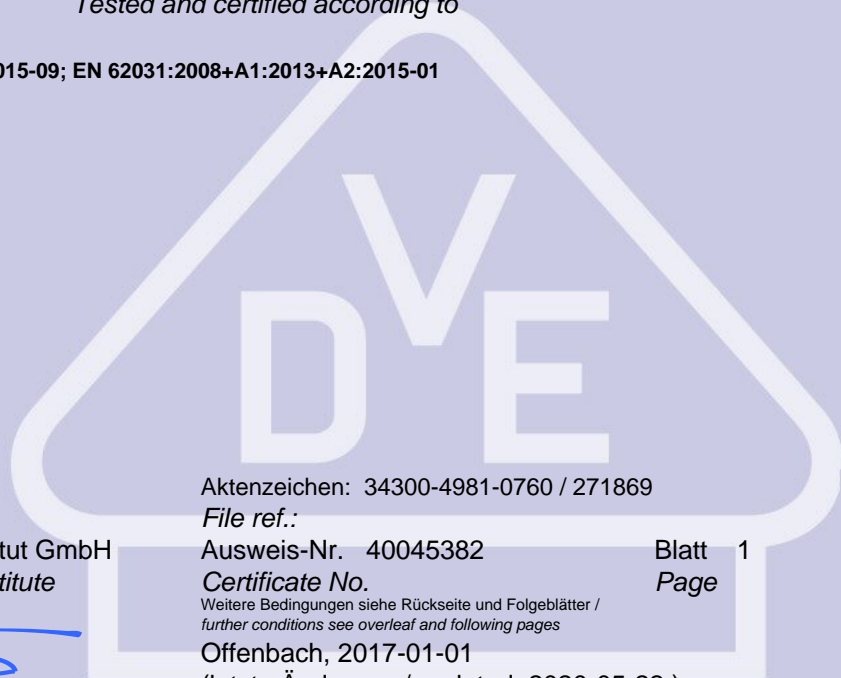 Tested and certified according to
015-09; EN 62031:2008+A1:2013+A2:2015-01
VDE
Aktenzeichen: 34300-4981-0760 / 271869
File ref.:
tut GmbH Ausweis-Nr. 40045382 Blatt 1
titute Certificate No. Page
Weitere Bedingungen siehe Rückseite und Folgeblätter /
further conditions see overleaf and following pages
Offenbach, 2017-01-01